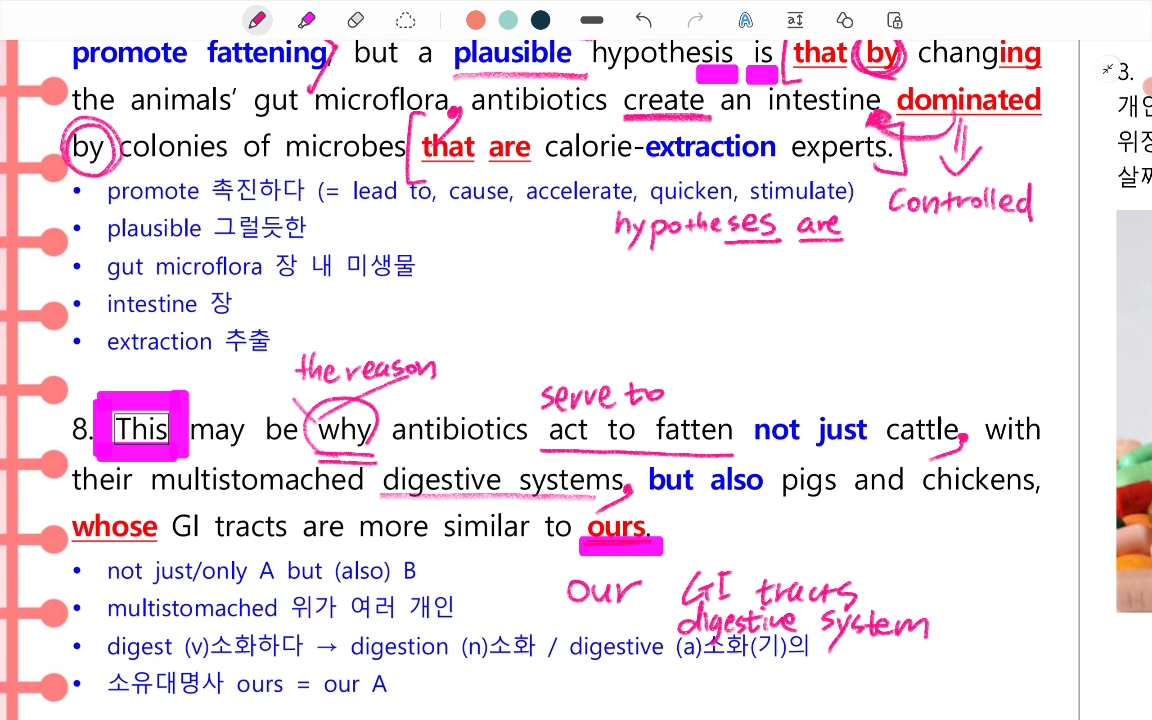 promote fattening, but a plausible hypothesis is that by changing
the animals' gut microflora, antibiotics create an intestine dominated
by colonies of microbes that are calorie-extraction experts.
• promote 촉진하다 (= lead to, cause, accelerate, quicken, stimulate)
Controlled
• plausible 그럴듯한
hypotheses are
• gut microflora 장 내 미생물
• intestine 장
• extraction 추출
the reason
serve to
8. This may be why antibiotics act to fatten not just cattle, with
their multistomached digestive systems, but also pigs and chickens,
whose GI tracts are more similar to ours.
• not just/only A but (also) B
our GI tracts
digestive system
• multistomached 위가 여러 개인
• digest (v)소화하다 → digestion (n)소화 / digestive (a)소화(기)의
• 소유대명사 ours = our A
3.
개인
위장
살찌